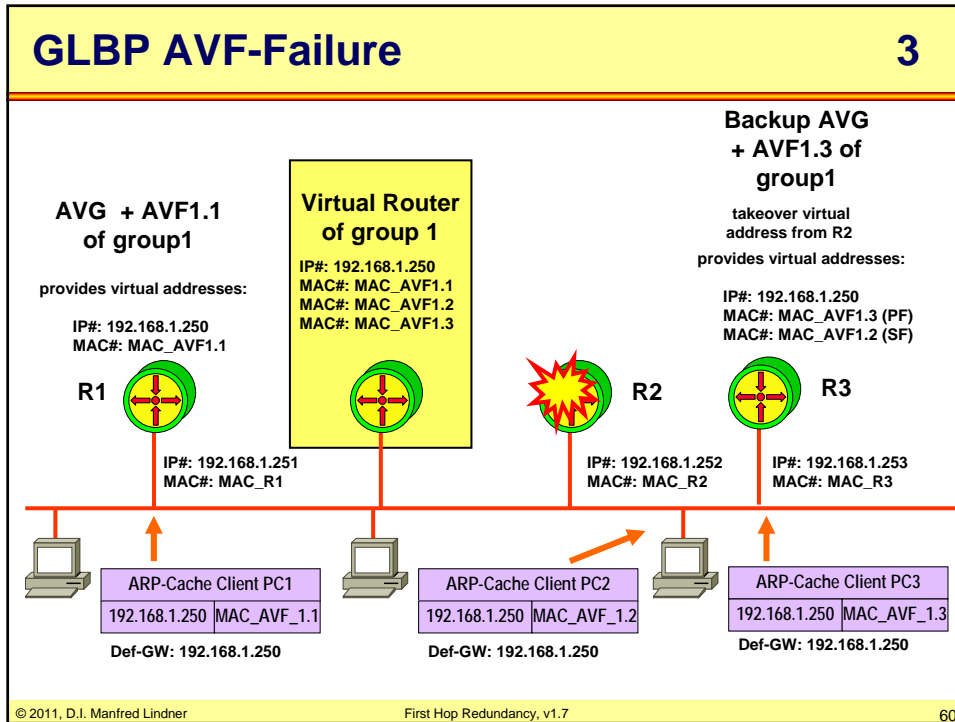 GLBP AVF-Failure 3
AVG + AVF1.1
of group1
provides virtual addresses:
IP#: 192.168.1.250
MAC#: MAC_AVF1.1
R1
IP#: 192.168.1.251
MAC#: MAC_R1
Virtual Router
of group 1
IP#: 192.168.1.250
MAC#: MAC_AVF1.1
MAC#: MAC_AVF1.2
MAC#: MAC_AVF1.3
R2
IP#: 192.168.1.252
MAC#: MAC_R2
Backup AVG
+ AVF1.3 of
group1
takeover virtual
address from R2
provides virtual addresses:
IP#: 192.168.1.250
MAC#: MAC_AVF1.3 (PF)
MAC#: MAC_AVF1.2 (SF)
R3
IP#: 192.168.1.253
MAC#: MAC_R3
ARP-Cache Client PC1
192.168.1.250 MAC_AVF_1.1
Def-GW: 192.168.1.250
ARP-Cache Client PC2
192.168.1.250 MAC_AVF_1.2
Def-GW: 192.168.1.250
ARP-Cache Client PC3
192.168.1.250 MAC_AVF_1.3
Def-GW: 192.168.1.250
© 2011, D.I. Manfred Lindner First Hop Redundancy, v1.7 60